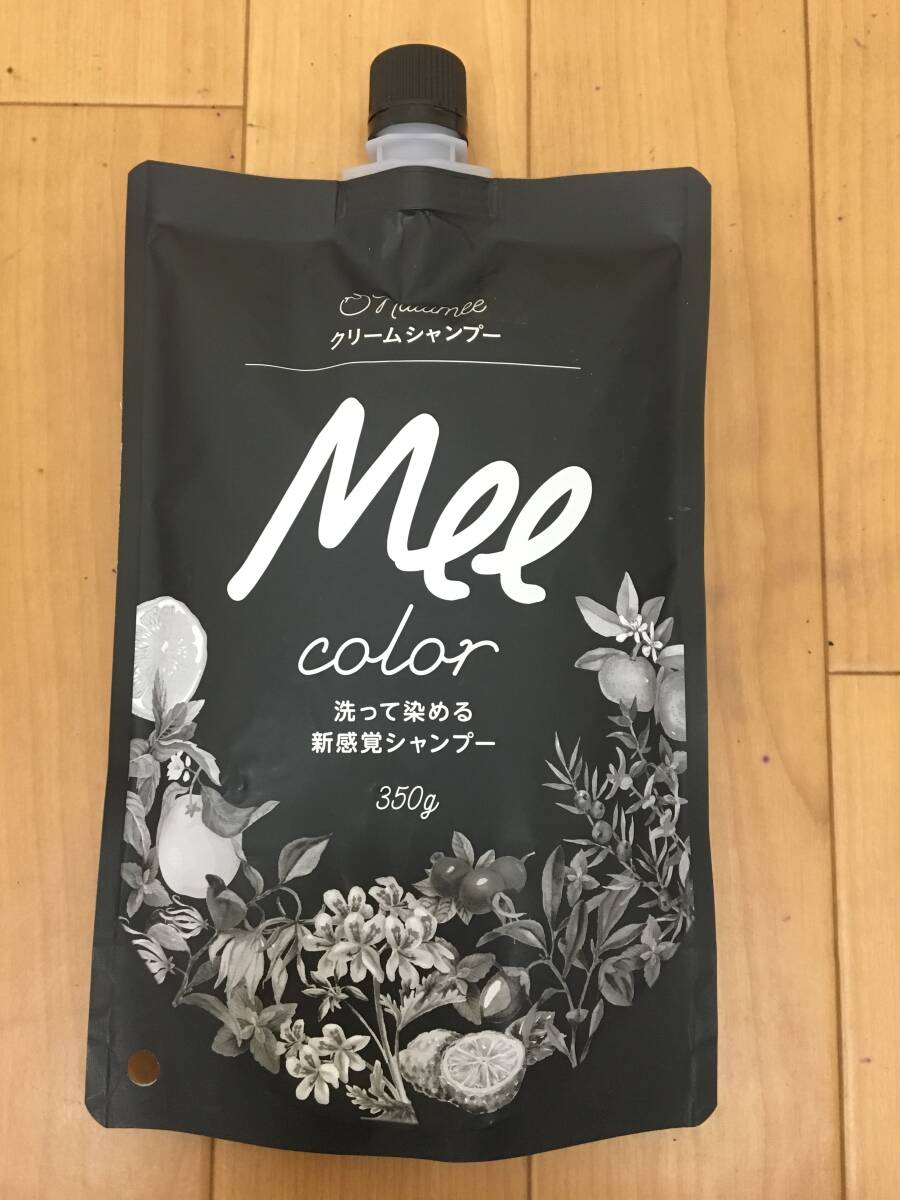 クリームシャンプー
Mee
color
洗って染める
新感覚シャンプー
350g